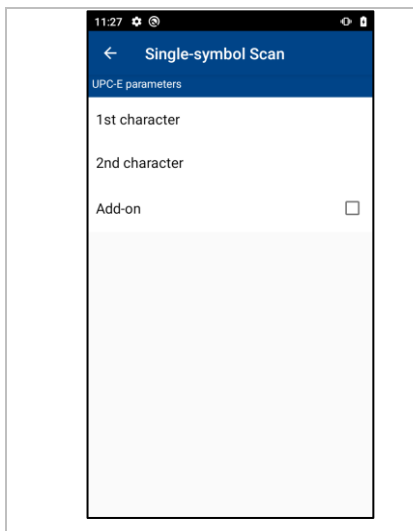 11:27
Single-symbol Scan
UPC-E parameters
1st character
2nd character
Add-on